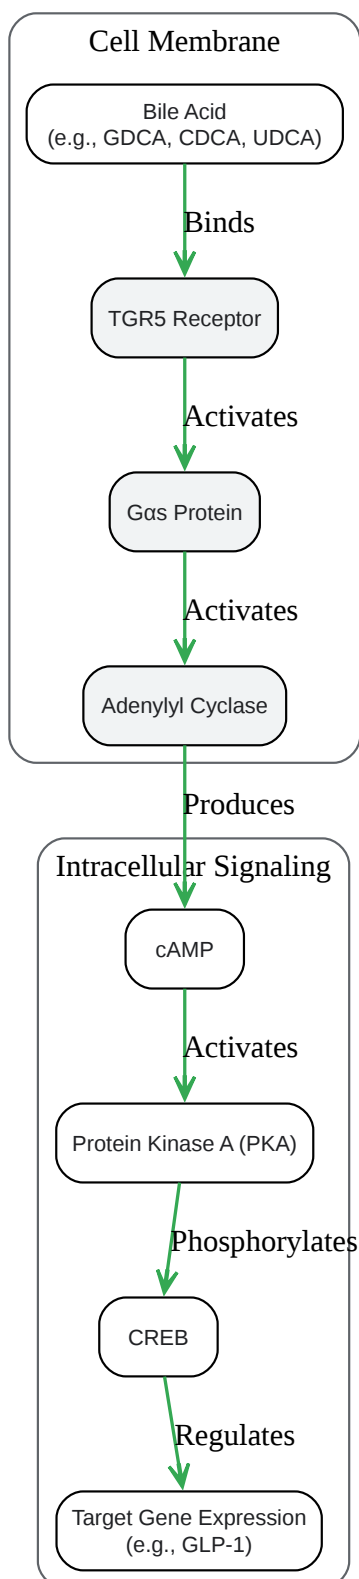 Cell Membrane
Bile Acid
(e.g., GDCA, CDCA, UDCA)
Binds
TGR5 Receptor
Activates
Gαs Protein
Activates
Adenylyl Cyclase
Produces
Intracellular Signaling
cAMP
Activates
Protein Kinase A (PKA)
Phosphorylates
CREB
Regulates
Target Gene Expression
(e.g., GLP-1)